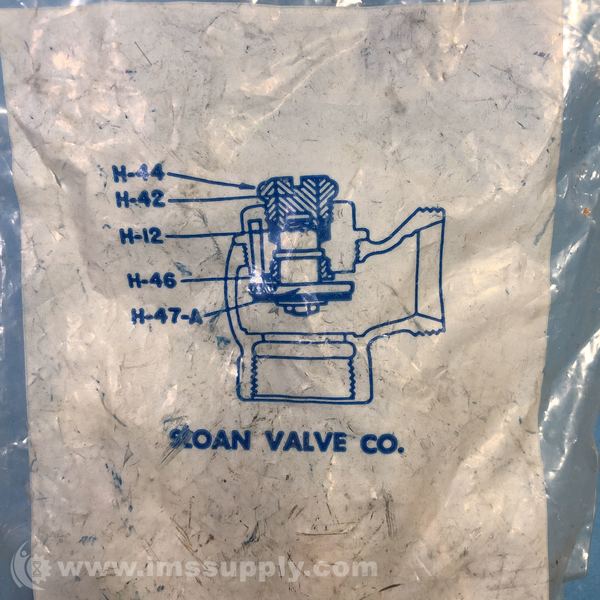 H-44
H-42
H-12
H-46
H-47-A
SLOAN VALVE CO.
www.imssupply.com